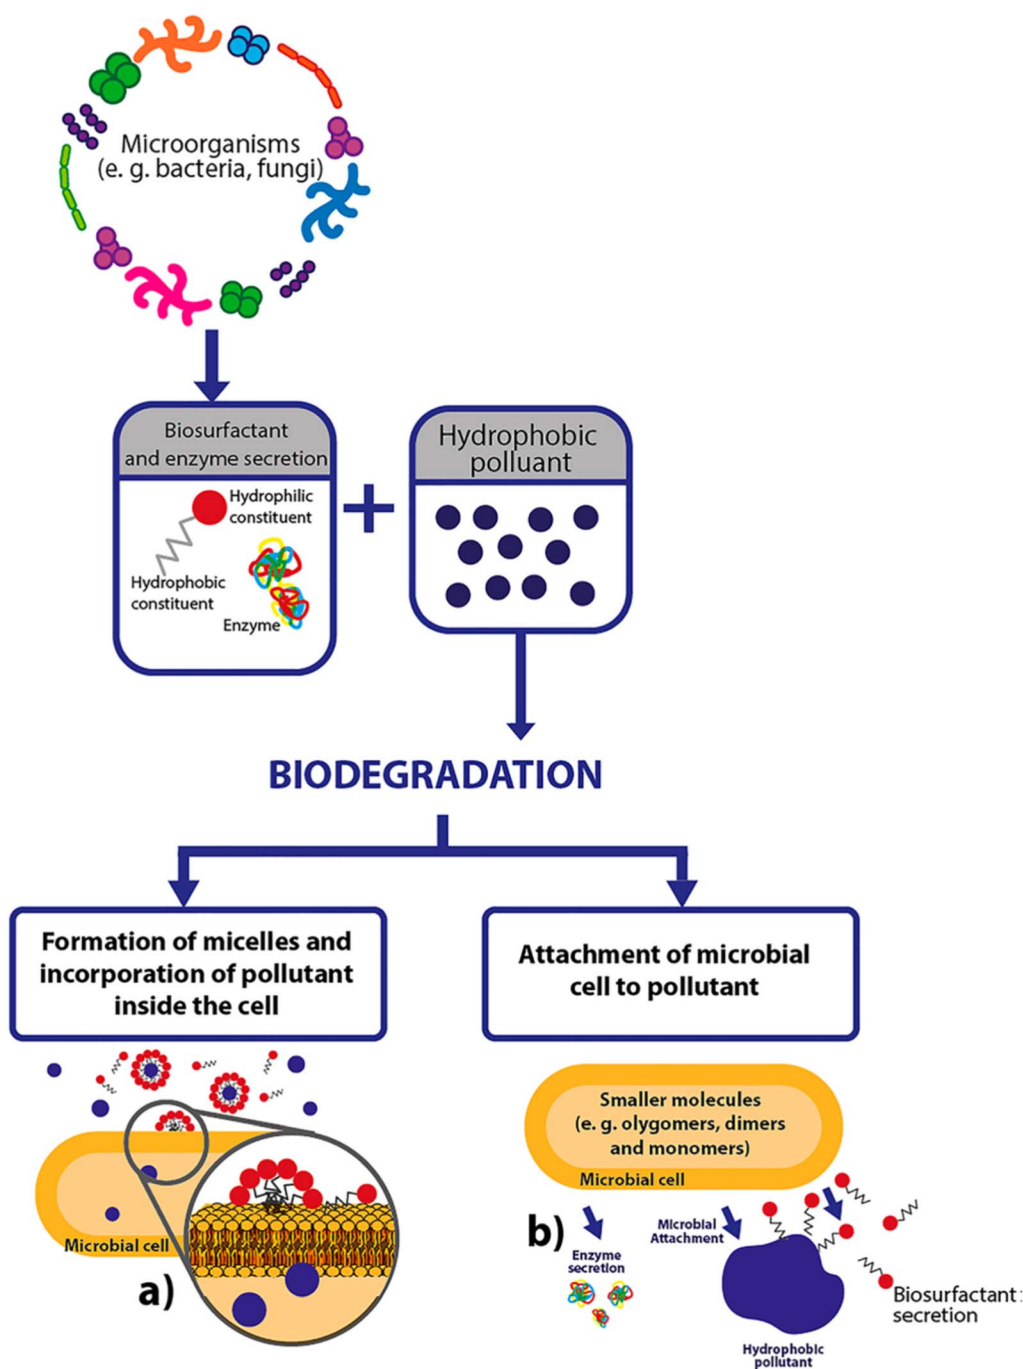 Microorganisms
(e. g. bacteria, fungi)
Biosurfactant
and enzyme secretion
Hydrophilic
constituent
Hydrophobic
constituent
Enzyme
Hydrophobic
polluant
BIODEGRADATION
Formation of micelles and
incorporation of pollutant
inside the cell
Microbial cell
a)
Attachment of microbial
cell to pollutant
Smaller molecules
(e. g. olygomers, dimers
and monomers)
Microbial cell
b)
Enzyme
secretion
Microbial
Attachment
Biosurfactant
secretion
Hydrophobic
pollutant